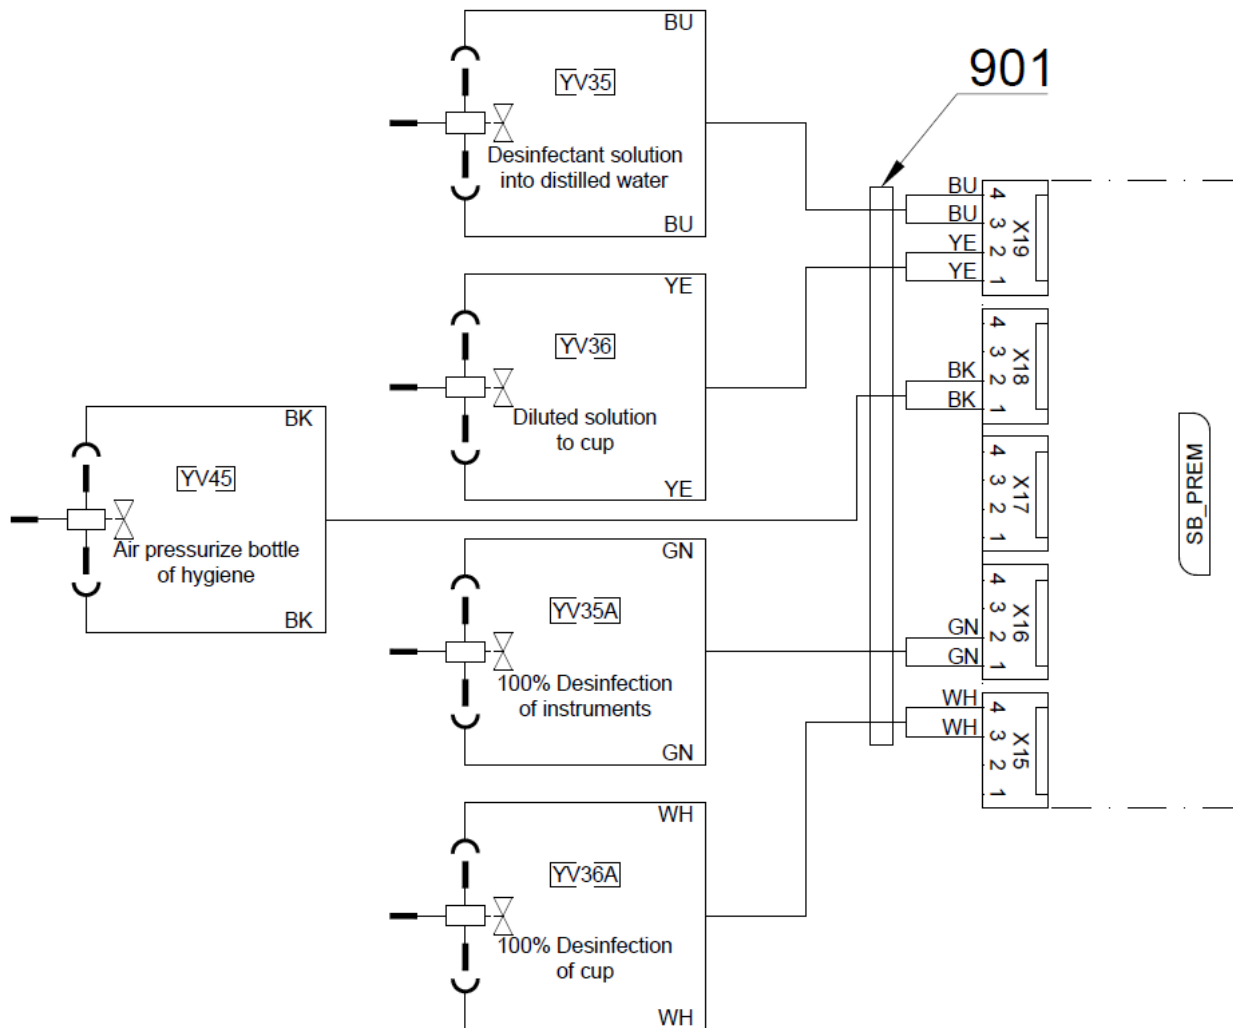 BU
YV35
Desinfectant solution
into distilled water
BU
901
YE
YV36
Diluted solution
to cup
YE
BK
YV45
Air pressurize bottle
of hygiene
BK
GN
YV35A
100% Desinfection
of instruments
GN
WH
YV36A
100% Desinfection
of cup
WH
BU 4
BU 3
YE 2
YE 1
X19
4
3
BK 2
BK 1
X18
4
3
2
1
X17
4
3
GN 2
GN 1
X16
WH 4
WH 3
2
1
X15
SB_PREM